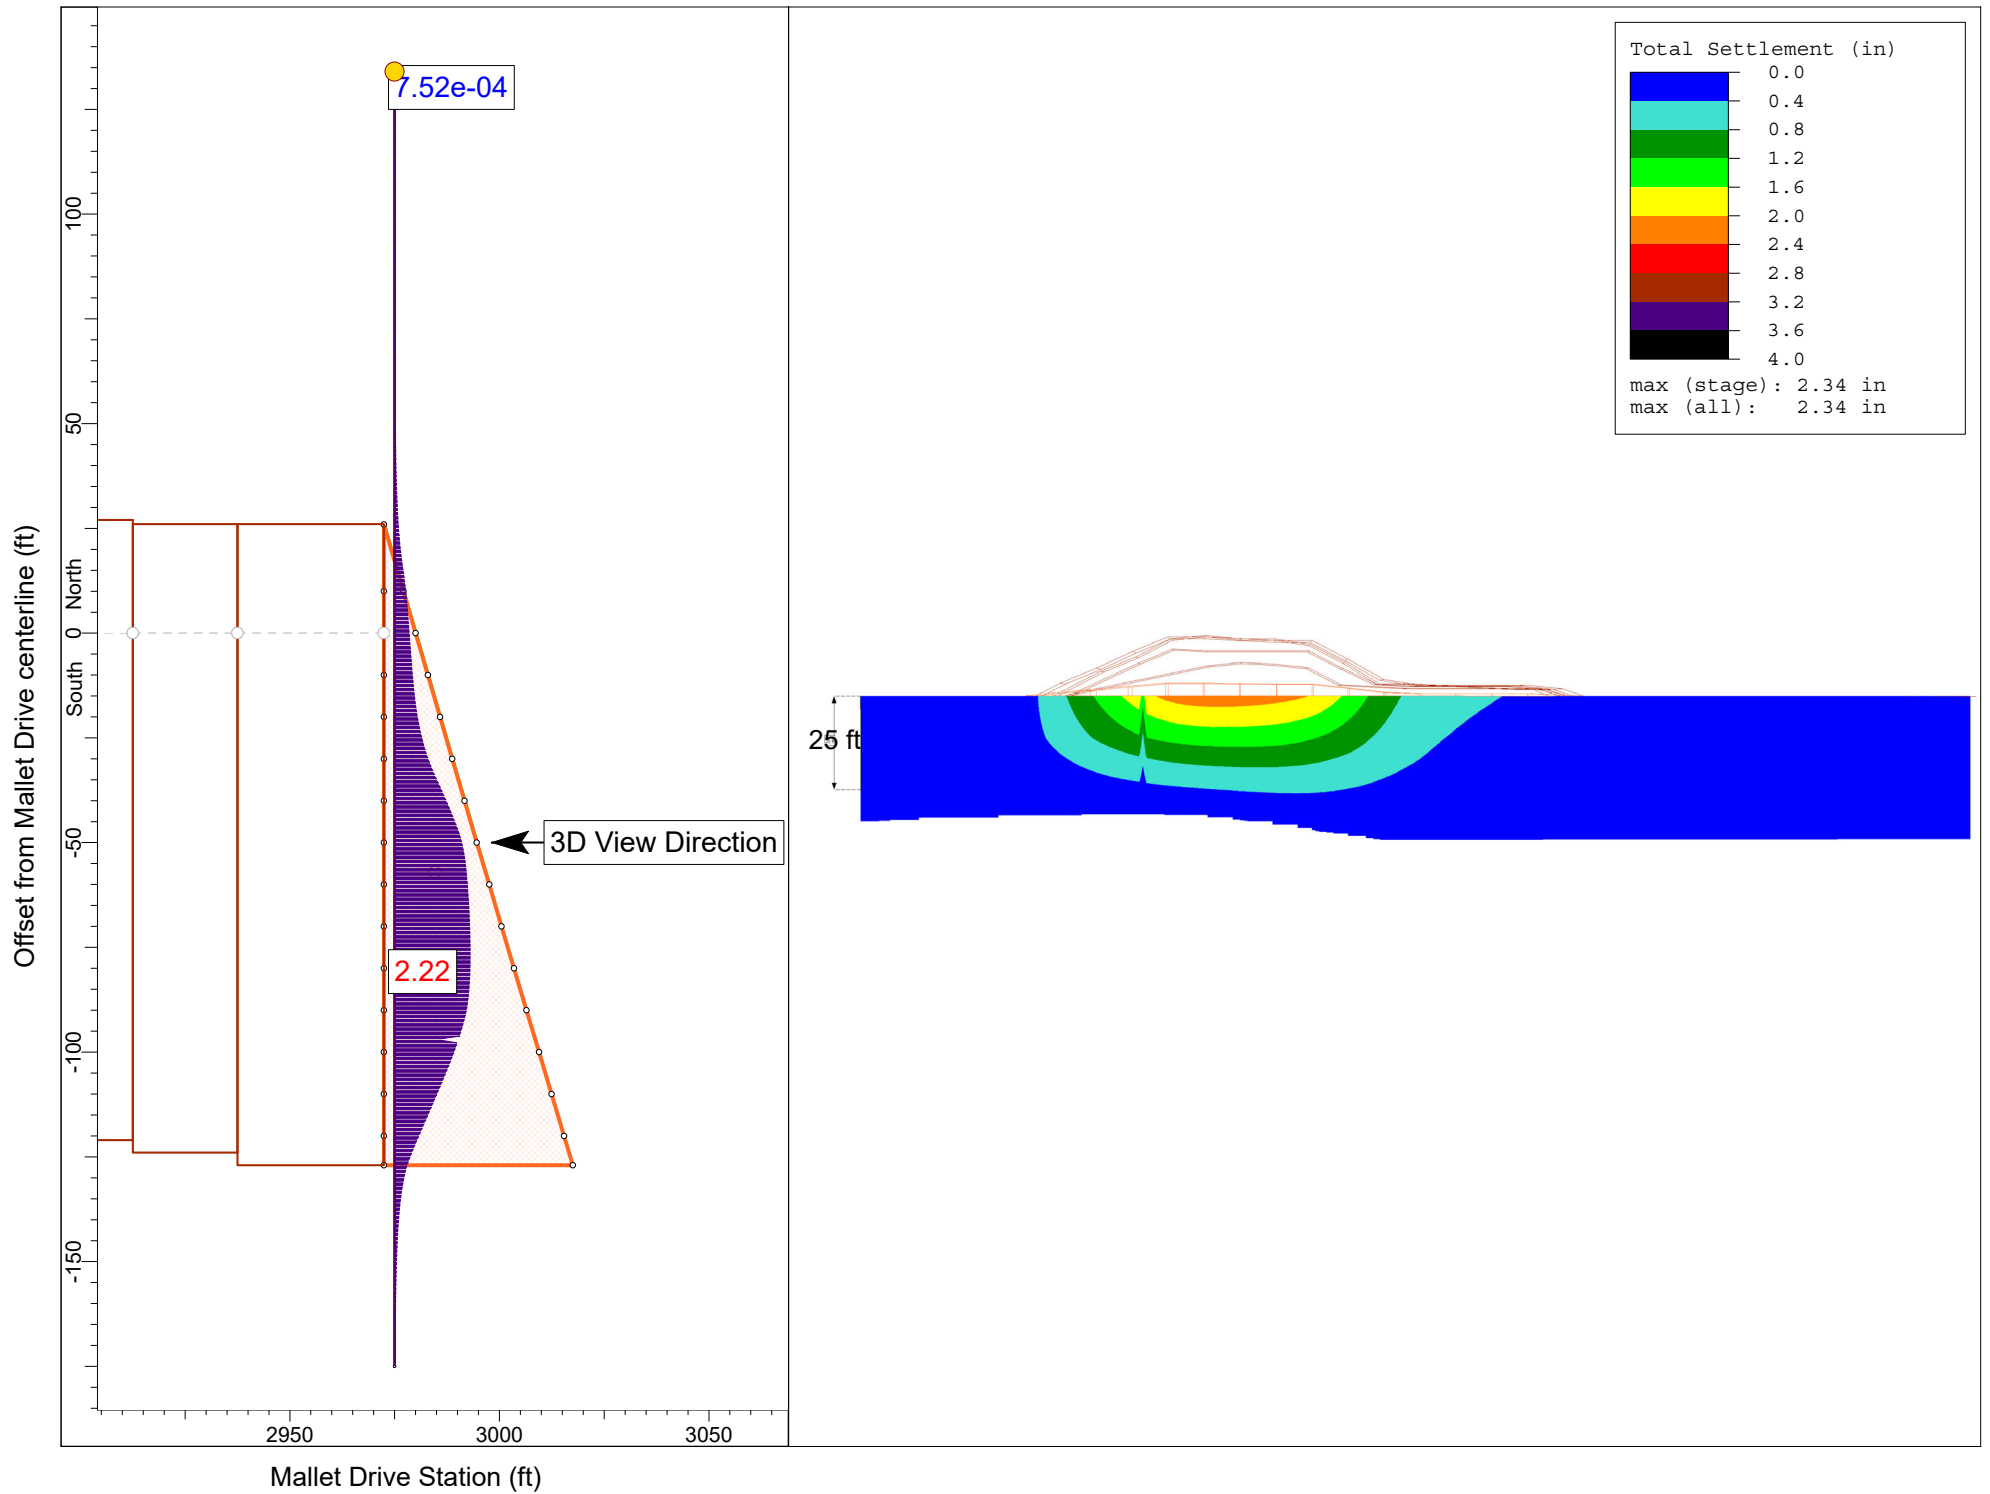 7.52e-04
100
50
North
0
South
-50
-100
-150
Offset from Mallet Drive centerline (ft)
3D View Direction
2.22
2950
3000
3050
Mallet Drive Station (ft)
25 ft
Total Settlement (in)
0.0
0.4
0.8
1.2
1.6
2.0
2.4
2.8
3.2
3.6
4.0
max (stage): 2.34 in
max (all): 2.34 in